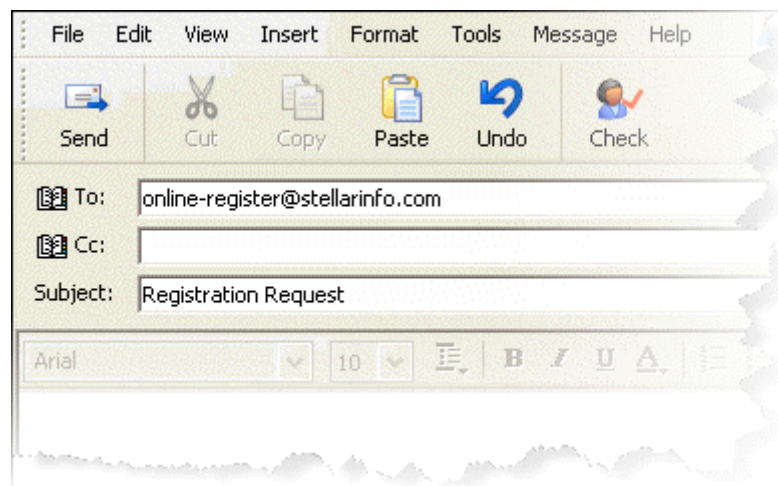 File Edit View Insert Format Tools Message Help
Send Cut Copy Paste Undo Check
To: online-register@stellarinfo.com
Cc:
Subject: Registration Request
Arial 10 B I U A